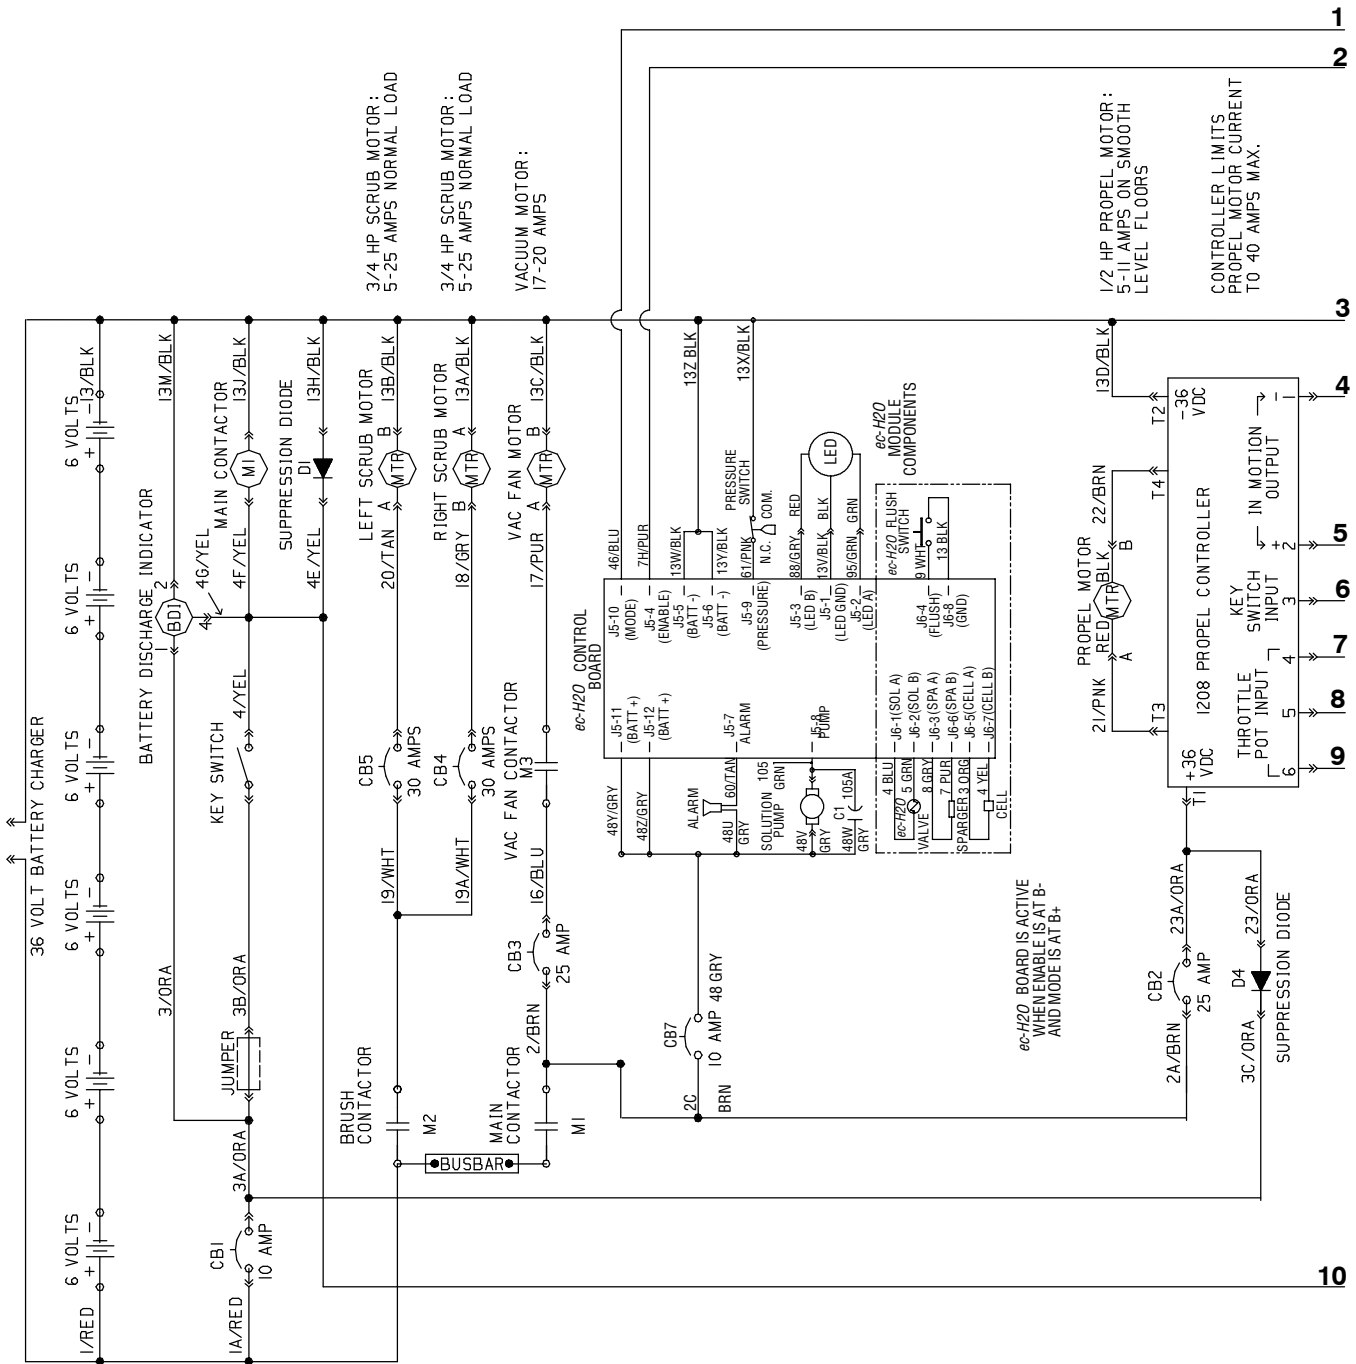 1
2
3
4
5
6
7
8
9
10
3/4 HP SCRUB MOTOR:
5-25 AMPS NORMAL LOAD
3/4 HP SCRUB MOTOR:
5-25 AMPS NORMAL LOAD
VACUUM MOTOR:
17-20 AMPS
1/2 HP PROPEL MOTOR:
5-11 AMPS ON SMOOTH
LEVEL FLOORS
CONTROLLER LIMITS
PROPEL MOTOR CURRENT
TO 40 AMPS MAX.
36 VOLT BATTERY CHARGER
13/BLK
6 VOLTS
+ -
6 VOLTS
+ -
6 VOLTS
+ -
6 VOLTS
+ -
6 VOLTS
+ -
6 VOLTS
+ -
1/RED
BATTERY DISCHARGE INDICATOR
13M/BLK
2
BDI
4
1
3/ORA
4G/YEL
MAIN CONTACTOR
13J/BLK
M1
4F/YEL
4/YEL
KEY SWITCH
3B/ORA
JUMPER
3A/ORA
CB1
10 AMP
1A/RED
SUPPRESSION DIODE
13H/BLK
D1
4E/YEL
LEFT SCRUB MOTOR
13B/BLK
B
MTR
A
20/TAN
CB5
30 AMPS
19/WHT
BRUSH
CONTACTOR
M2
BUSBAR
RIGHT SCRUB MOTOR
13A/BLK
A
MTR
B
18/GRY
CB4
30 AMPS
19A/WHT
VAC FAN MOTOR
13C/BLK
B
MTR
A
17/PUR
VAC FAN CONTACTOR
M3
16/BLU
CB3
25 AMP
2/BRN
MAIN
CONTACTOR
M1
ec-H2O CONTROL
BOARD
46/BLU
7H/PUR
13Z BLK
13W/BLK
13Y/BLK
13X/BLK
PRESSURE
SWITCH
COM.
N.C.
61/PNK
LED
RED
BLK
GRN
88/GRY
13V/BLK
95/GRN
ec-H2O
MODULE
COMPONENTS
ec-H2O FLUSH
SWITCH
9 WHT
13 BLK
J5-10
(MODE)
J5-4
(ENABLE)
J5-5
(BATT -)
J5-6
(BATT -)
J5-9
(PRESSURE)
J5-3
(LED B)
J5-1
(LED GND)
J5-2
(LED A)
J6-4
(FLUSH)
J6-8
(GND)
J5-11
(BATT +)
J5-12
(BATT +)
J5-7
ALARM
J5-8
PUMP
J6-1(SOL A)
J6-2(SOL B)
J6-3(SPA A)
J6-6(SPA B)
J6-5(CELL A)
J6-7(CELL B)
48Y/GRY
48Z/GRY
ALARM
60/TAN
48U
GRY
SOLUTION
PUMP
105
GRN
48V
GRY
105A
C1
48W
GRY
4 BLU
5 GRN
8 GRY
7 PUR
3 ORG
4 YEL
ec-H2O
VALVE
SPARGER
CELL
48 GRY
CB7
10 AMP
2C
BRN
ec-H2O BOARD IS ACTIVE
WHEN ENABLE IS AT B-
AND MODE IS AT B+
13D/BLK
T2
-36
VDC
22/BRN
T4
PROPEL MOTOR
BLK
B
MTR
RED
A
21/PNK
T3
+36
VDC
T1
1208 PROPEL CONTROLLER
IN MOTION
OUTPUT
-
1
+
2
KEY
SWITCH
INPUT
3
THROTTLE
POT INPUT
4
5
6
23A/ORA
CB2
25 AMP
2A/BRN
23/ORA
D4
3C/ORA
SUPPRESSION DIODE